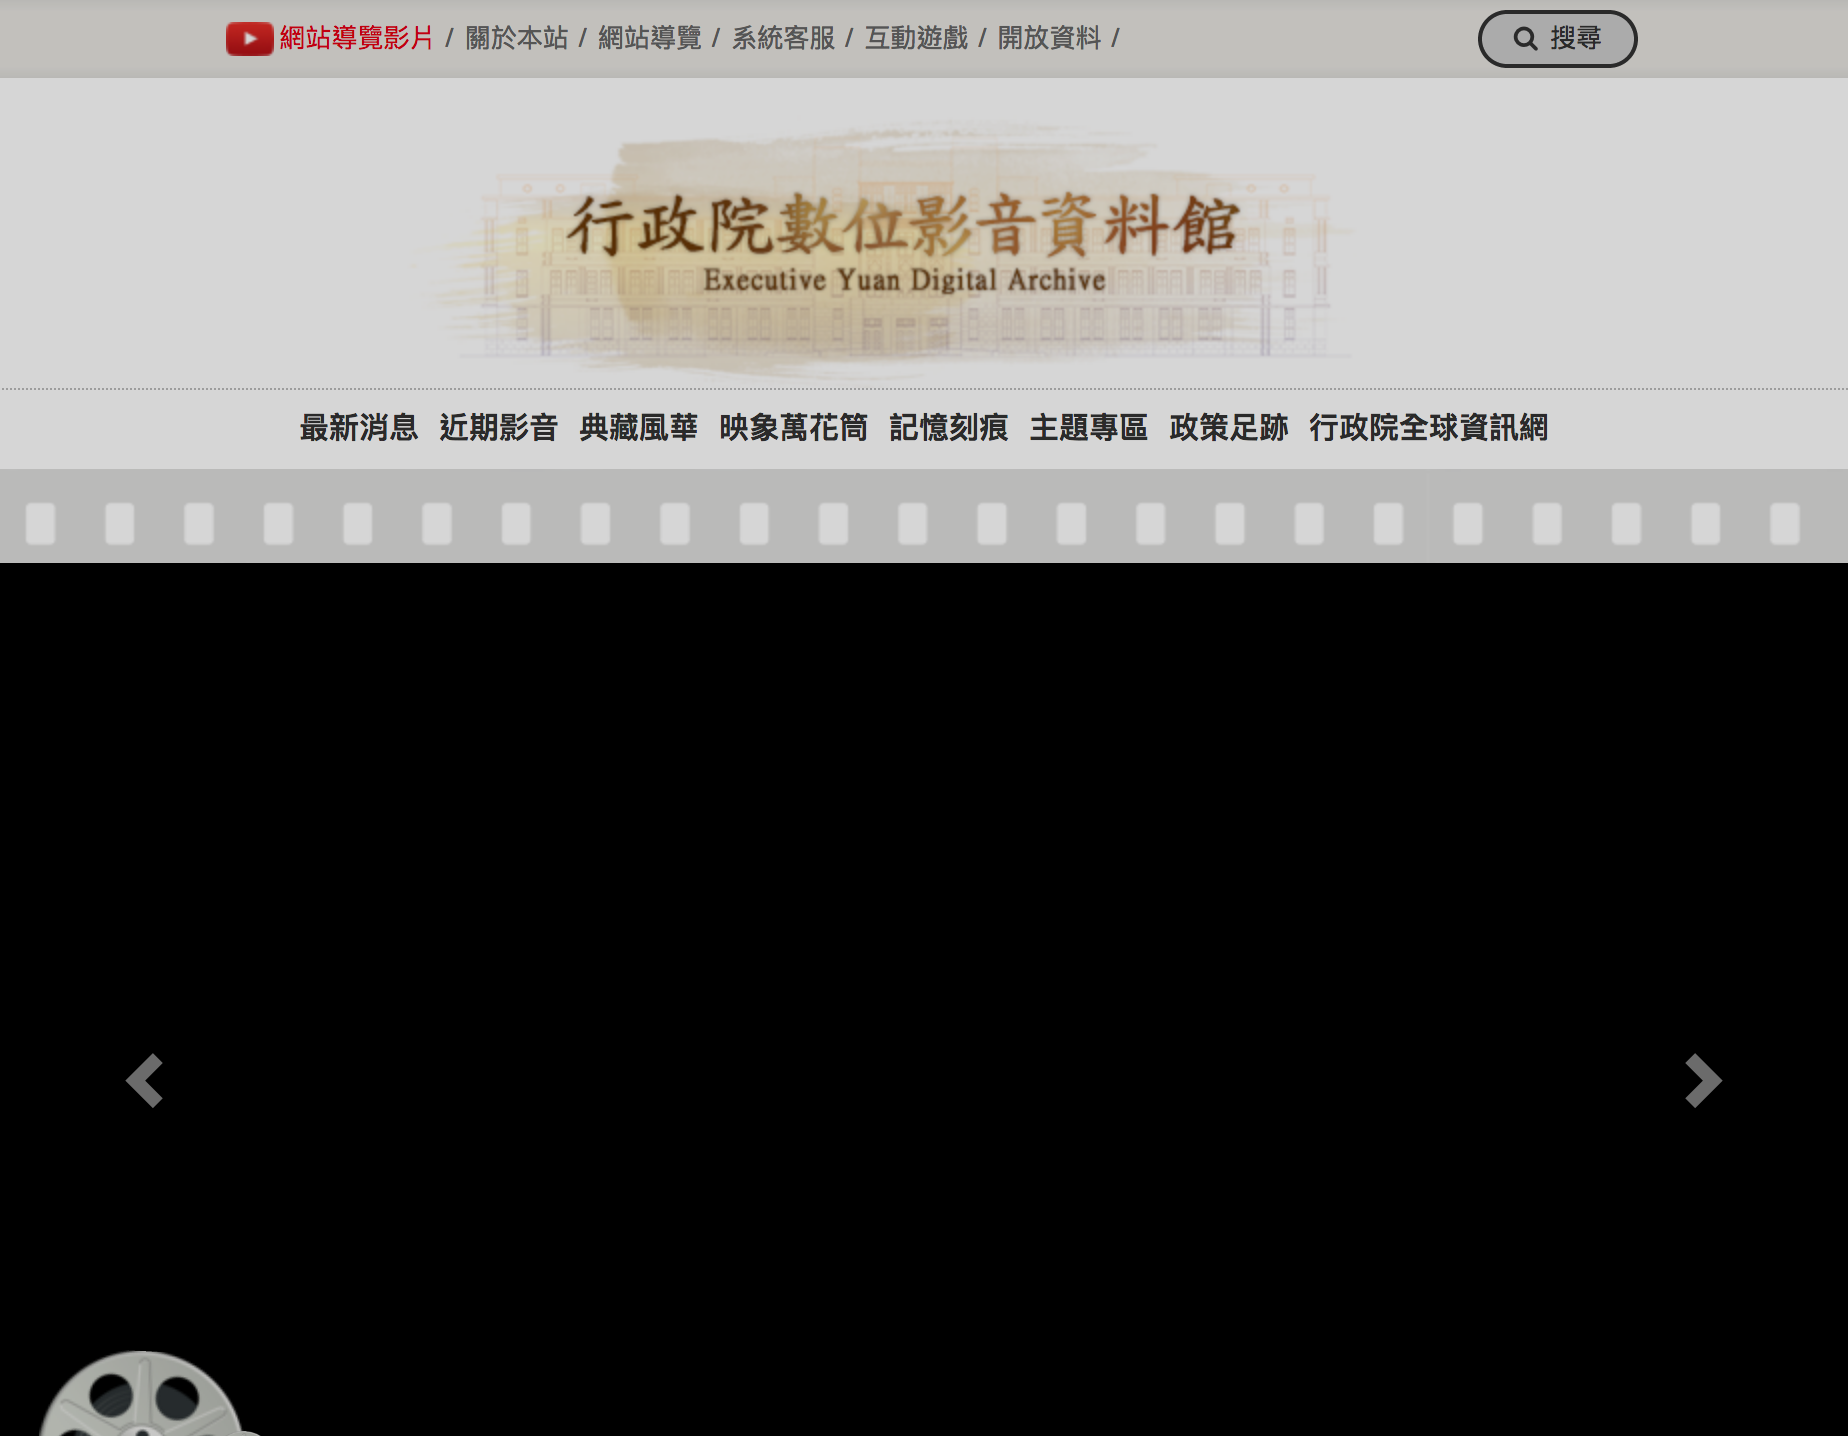 網站導覽影片 / 關於本站 / 網站導覽 / 系統客服 / 互動遊戲 / 開放資料 /
搜尋
行政院數位影音資料館
Executive Yuan Digital Archive
最新消息 近期影音 典藏風華 映象萬花筒 記憶刻痕 主題專區 政策足跡 行政院全球資訊網